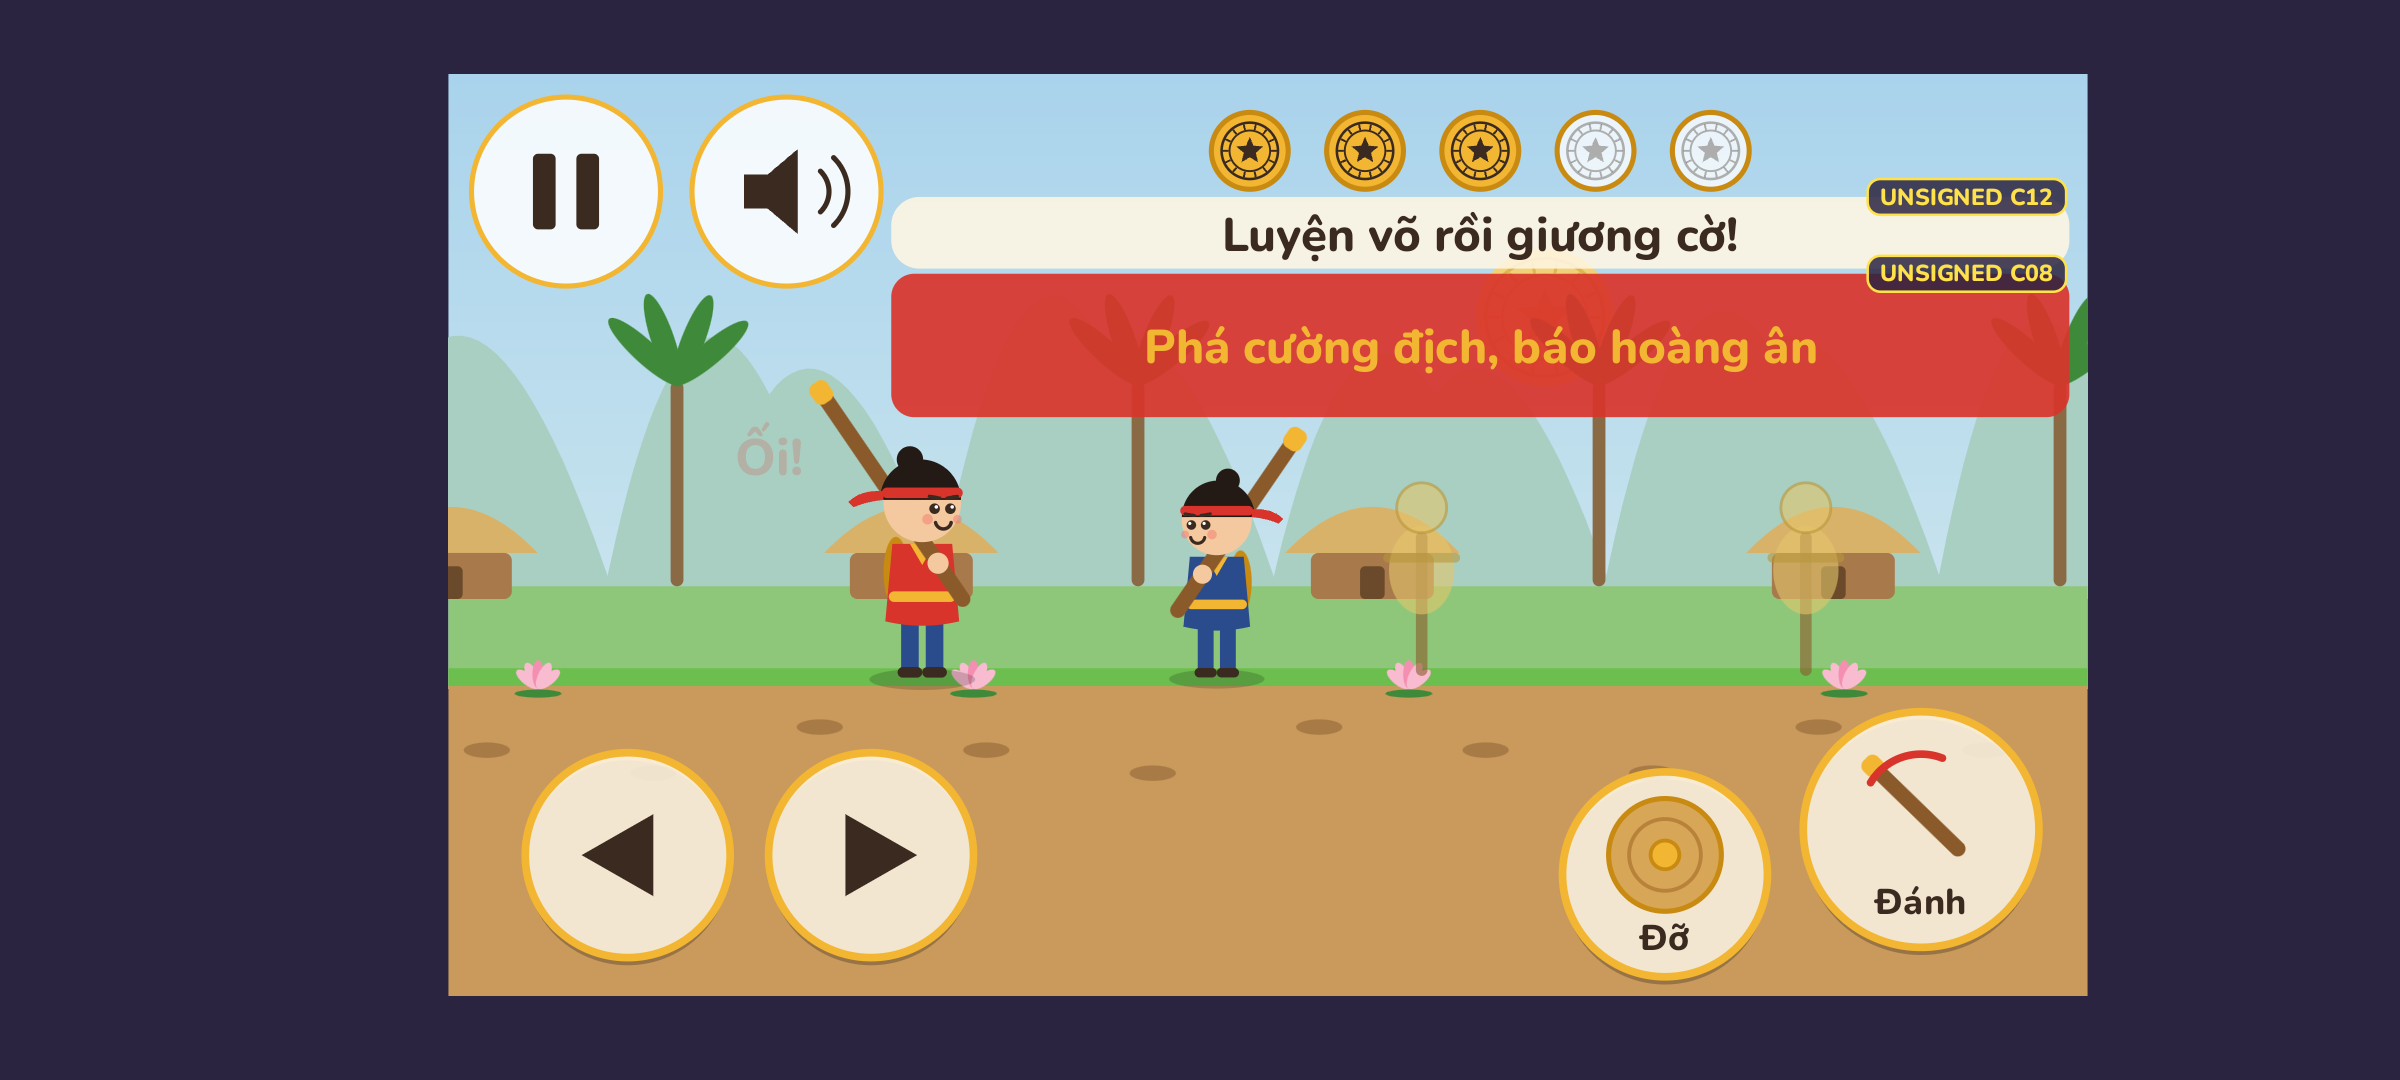 UNSIGNED C12
Luyện võ rồi giương cờ!
UNSIGNED C08
Phá cường địch, báo hoàng ân
Ối!
Đánh
Đỡ